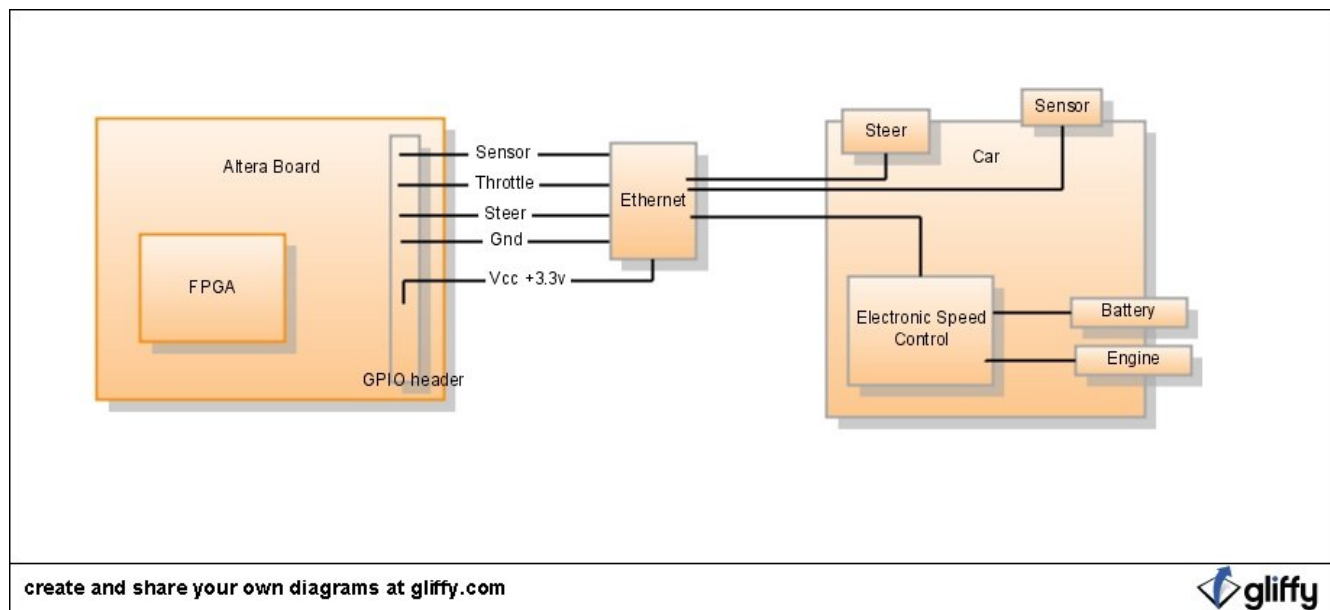 Sensor
Steer
Car
Altera Board
Sensor
Throttle
Steer
Gnd
Vcc +3.3v
Ethernet
FPGA
GPIO header
Electronic Speed
Control
Battery
Engine
create and share your own diagrams at gliffy.com
gliffy